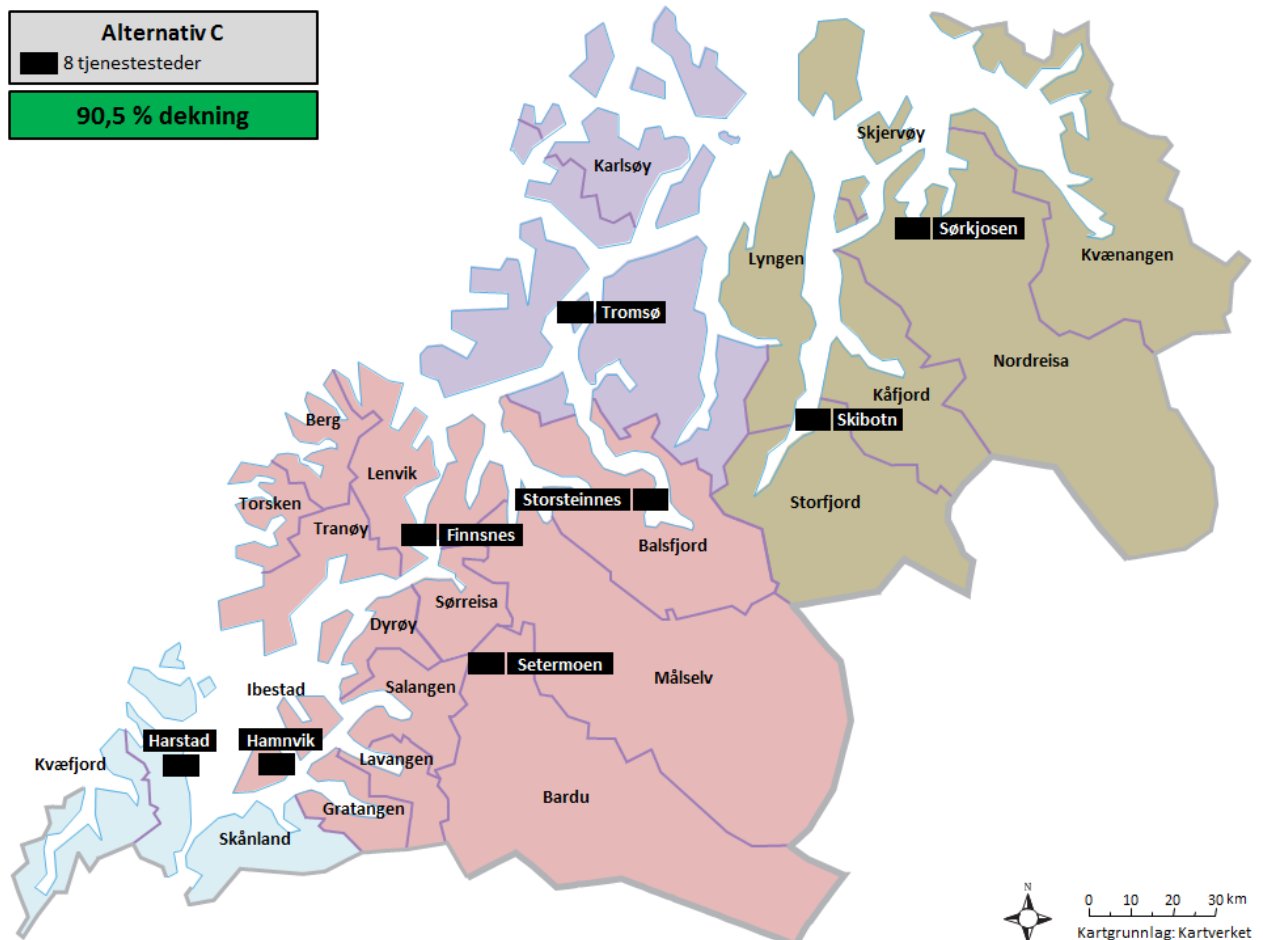 Alternativ C
8 tjenestesteder
90,5 % dekning
Skjervøy
Karlsøy
Sørkjosen
Lyngen
Kvænangen
Tromsø
Nordreisa
Kåfjord
Berg
Skibotn
Lenvik
Torsken
Storsteinnes
Storfjord
Tranøy
Finnsnes
Balsfjord
Sørreisa
Dyrøy
Setermoen
Målselv
Salangen
Ibestad
Harstad
Hamnvik
Kvæfjord
Lavangen
Bardu
Gratangen
Skånland
N
0 10 20 30 km
Kartgrunnlag: Kartverket